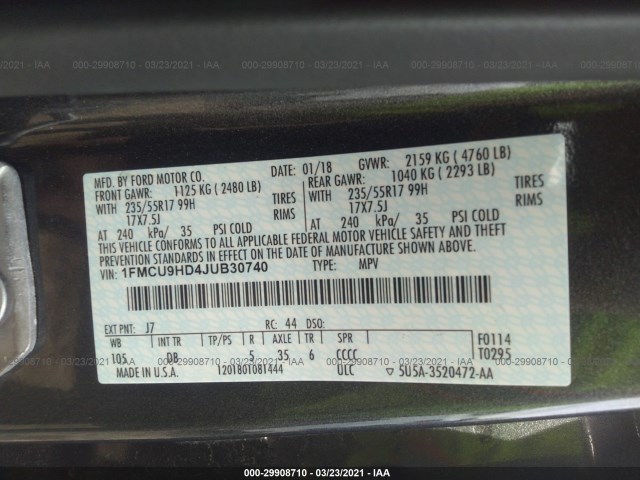 000-29908710 // 03/23/2021 // IAA
MFD. BY FORD MOTOR CO. DATE: 01/18 GVWR: 2159 KG ( 4760 LB)
FRONT GAWR: 1125 KG ( 2480 LB) REAR GAWR: 1040 KG ( 2293 LB)
WITH 235/55R17 99H TIRES WITH 235/55R17 99H TIRES
17X7.5J RIMS 17X7.5J RIMS
AT 240 kPa/ 35 PSI COLD AT 240 kPa/ 35 PSI COLD
THIS VEHICLE CONFORMS TO ALL APPLICABLE FEDERAL MOTOR VEHICLE SAFETY AND THEFT
PREVENTION STANDARDS IN EFFECT ON THE DATE OF MANUFACTURE SHOWN ABOVE.
VIN: 1FMCU9HD4JUB30740 TYPE: MPV
EXT PNT: J7 RC: 44 DSO:
WB INT TR TP/PS R AXLE TR SPR F0114
105 DB 5 35 6 CCCC T0295
MADE IN U.S.A. 1201801081444 ULC ▽ 5U5A-3520472-AA
000-29908710 // 03/23/2021 // IAA